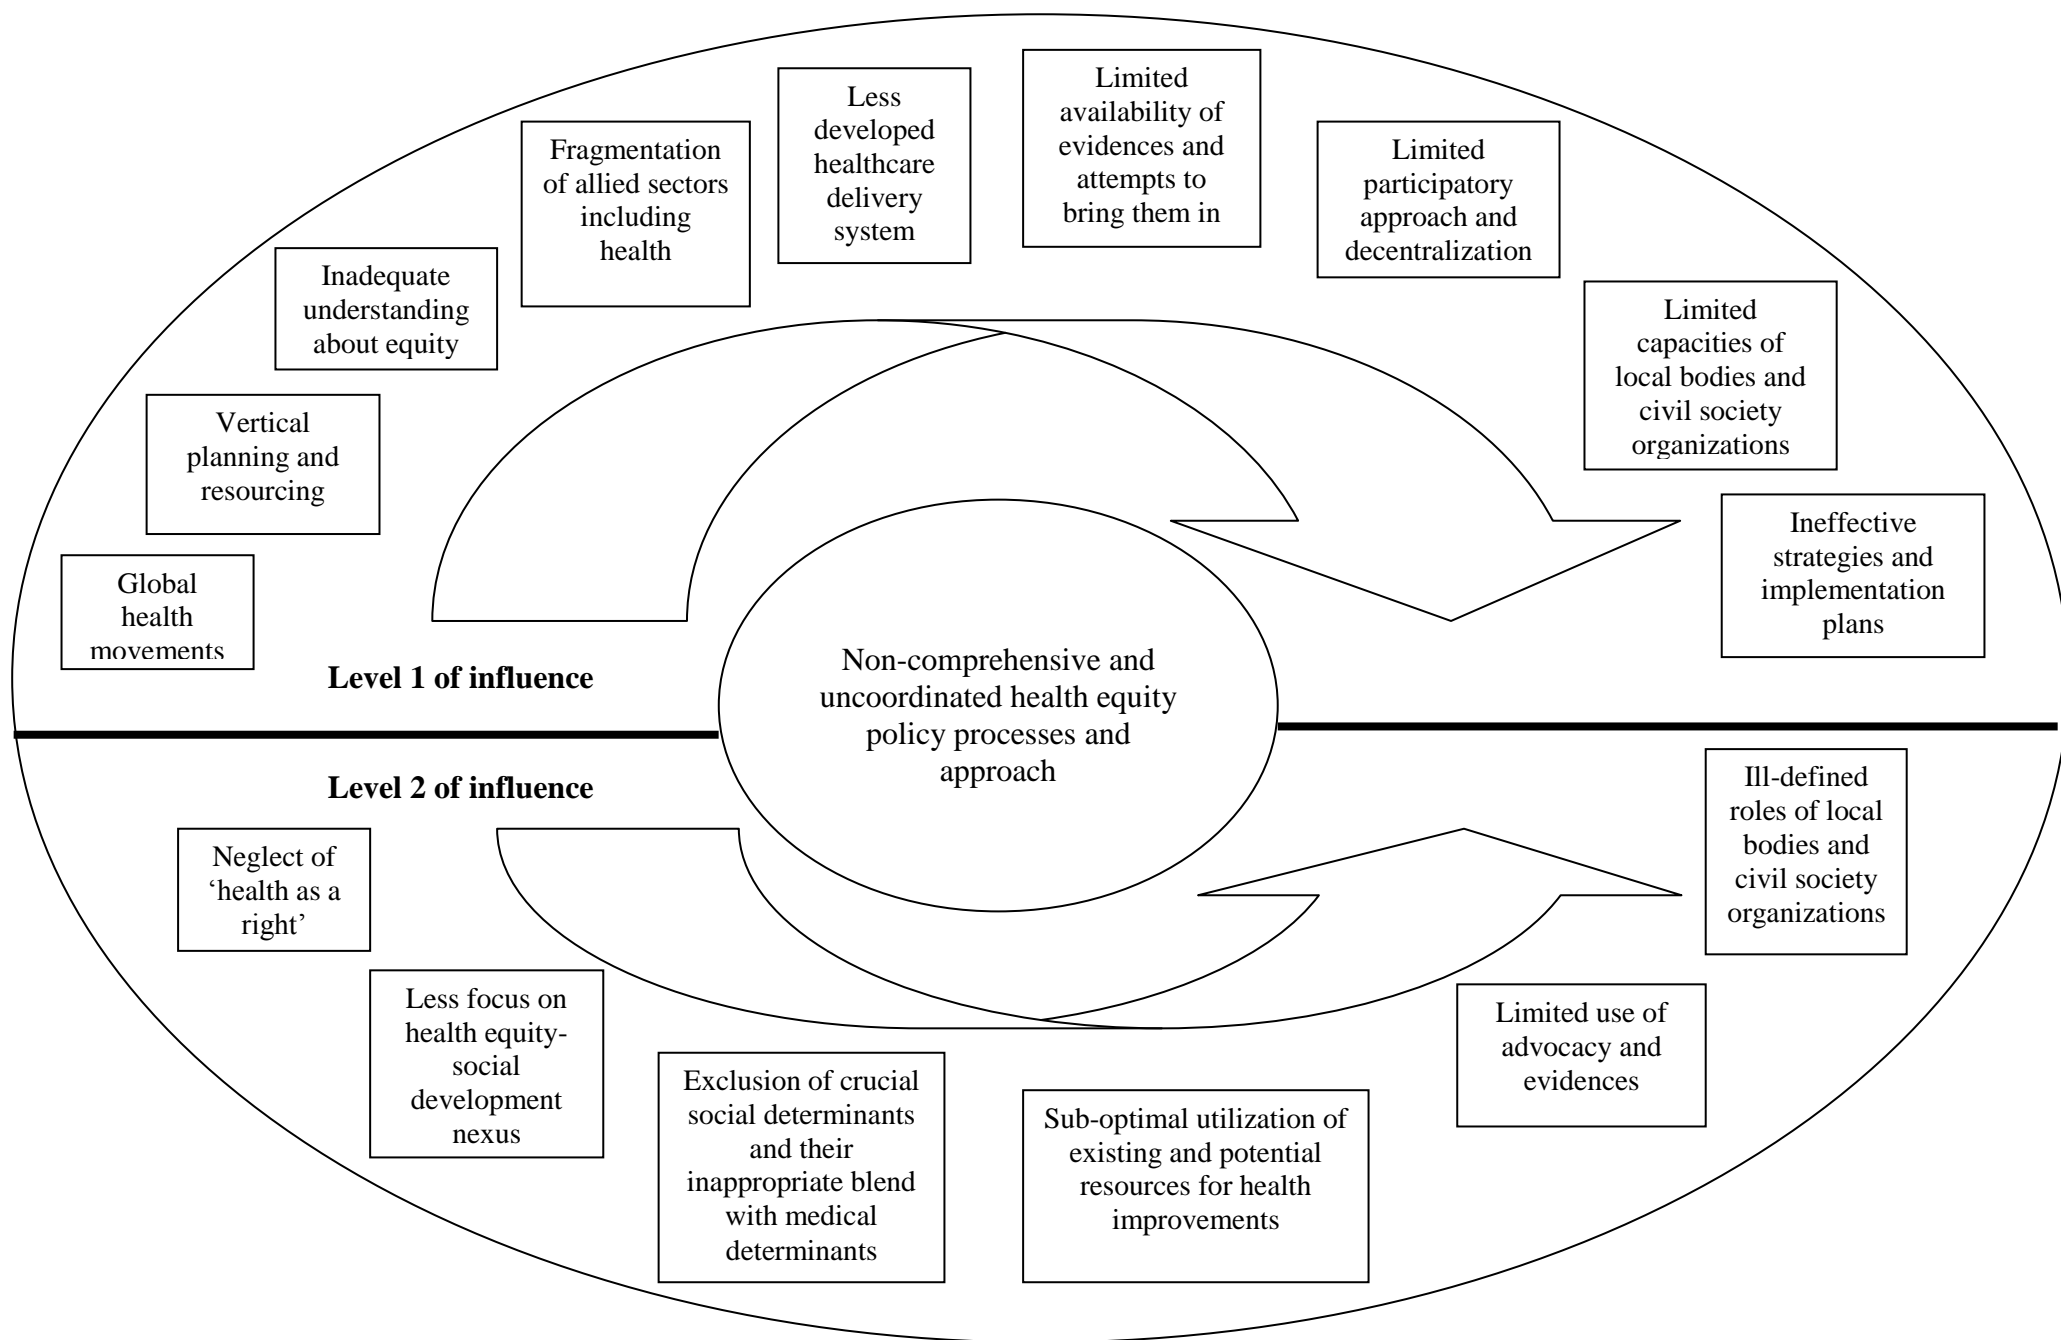 Global
health
movements
Vertical
planning and
resourcing
Inadequate
understanding
about equity
Fragmentation
of allied sectors
including
health
Less
developed
healthcare
delivery
system
Limited
availability of
evidences and
attempts to
bring them in
Limited
participatory
approach and
decentralization
Limited
capacities of
local bodies and
civil society
organizations
Ineffective
strategies and
implementation
plans
Level 1 of influence
Non-comprehensive and
uncoordinated health equity
policy processes and
approach
Level 2 of influence
Neglect of
‘health as a
right’
Less focus on
health equity-
social
development
nexus
Exclusion of crucial
social determinants
and their
inappropriate blend
with medical
determinants
Sub-optimal utilization of
existing and potential
resources for health
improvements
Limited use of
advocacy and
evidences
Ill-defined
roles of local
bodies and
civil society
organizations